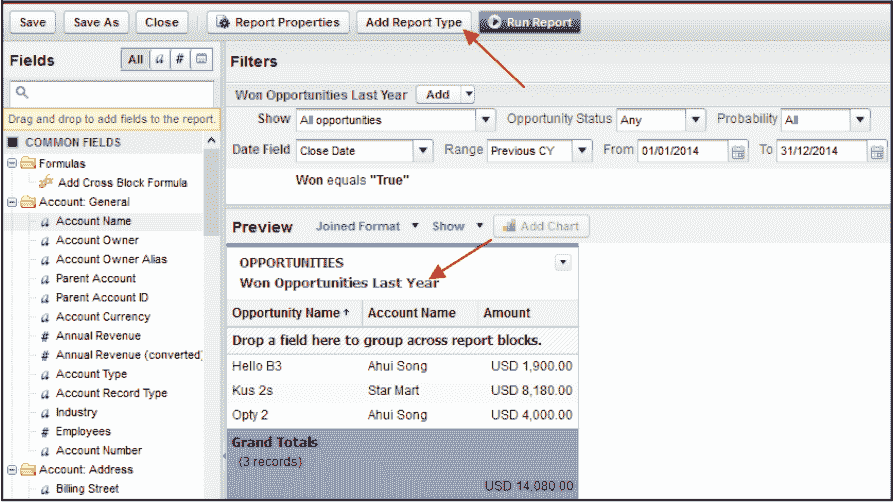 Save Save As Close Report Properties Add Report Type Run Report
Fields All a #
Drag and drop to add fields to the report.
COMMON FIELDS
Formulas
Add Cross Block Formula
Account: General
a Account Name
a Account Owner
a Account Owner Alias
a Parent Account
a Parent Account ID
a Account Currency
# Annual Revenue
# Annual Revenue (converted)
a Account Type
a Account Record Type
a Industry
# Employees
a Account Number
Account: Address
a Billing Street
Filters
Won Opportunities Last Year Add
Show All opportunities Opportunity Status Any Probability All
Date Field Close Date Range Previous CY From 01/01/2014 To 31/12/2014
Won equals "True"
Preview Joined Format Show Add Chart
OPPORTUNITIES
Won Opportunities Last Year
Opportunity Name ↑ Account Name Amount
Drop a field here to group across report blocks.
Hello B3 Ahui Song USD 1,900.00
Kus 2s Star Mart USD 8,180.00
Opty 2 Ahui Song USD 4,000.00
Grand Totals
(3 records)
USD 14,080.00